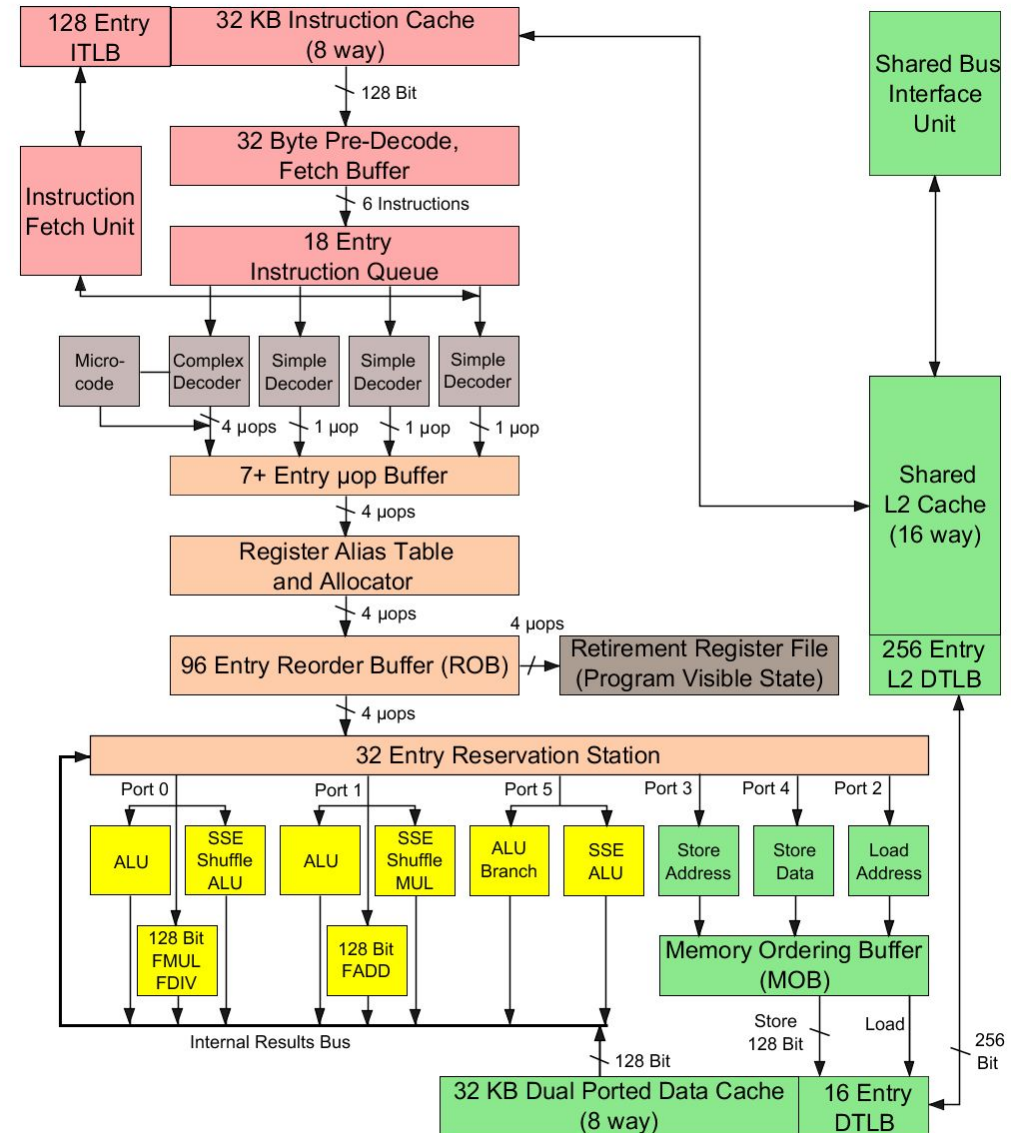 128 Entry
ITLB
32 KB Instruction Cache
(8 way)
Shared Bus
Interface
Unit
128 Bit
32 Byte Pre-Decode,
Fetch Buffer
Instruction
Fetch Unit
6 Instructions
18 Entry
Instruction Queue
Micro-
code
Complex
Decoder
Simple
Decoder
Simple
Decoder
Simple
Decoder
4 µops
1 µop
1 µop
1 µop
Shared
L2 Cache
(16 way)
7+ Entry µop Buffer
4 µops
Register Alias Table
and Allocator
4 µops
4 µops
96 Entry Reorder Buffer (ROB)
Retirement Register File
(Program Visible State)
256 Entry
L2 DTLB
4 µops
32 Entry Reservation Station
Port 0
Port 1
Port 5
Port 3
Port 4
Port 2
ALU
SSE
Shuffle
ALU
ALU
SSE
Shuffle
MUL
ALU
Branch
SSE
ALU
Store
Address
Store
Data
Load
Address
128 Bit
FMUL
FDIV
128 Bit
FADD
Memory Ordering Buffer
(MOB)
Internal Results Bus
Store
128 Bit
Load
128 Bit
256
Bit
32 KB Dual Ported Data Cache
(8 way)
16 Entry
DTLB